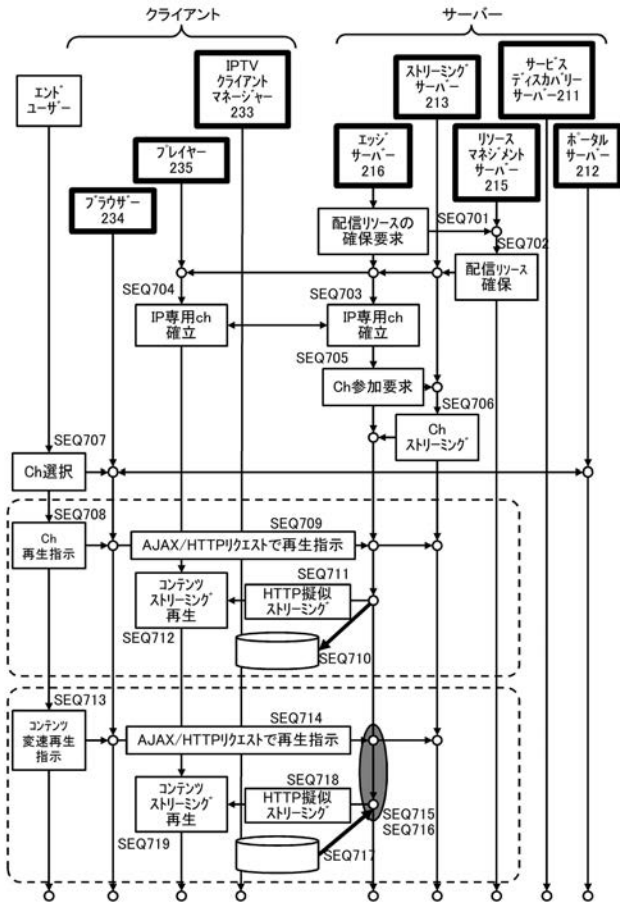 クライアント
サーバー
エンド
ユーザー
IPTV
クライアント
マネージャー
233
ストリーミング
サーバー
213
サービス
ディスカバリー
サーバー211
プレイヤー
235
エッジ
サーバー
216
リソース
マネジメント
サーバー
215
ポータル
サーバー
212
ブラウザー
234
配信リソースの
確保要求
SEQ701
SEQ702
配信リソース
確保
SEQ704
SEQ703
IP専用ch
確立
IP専用ch
確立
SEQ705
Ch参加要求
SEQ706
Ch
ストリーミング
SEQ707
Ch選択
SEQ708
Ch
再生指示
SEQ709
AJAX/HTTPリクエストで再生指示
SEQ711
コンテンツ
ストリーミング
再生
HTTP擬似
ストリーミング
SEQ712
SEQ710
SEQ713
コンテンツ
変速再生
指示
SEQ714
AJAX/HTTPリクエストで再生指示
SEQ718
コンテンツ
ストリーミング
再生
HTTP擬似
ストリーミング
SEQ715
SEQ716
SEQ719
SEQ717